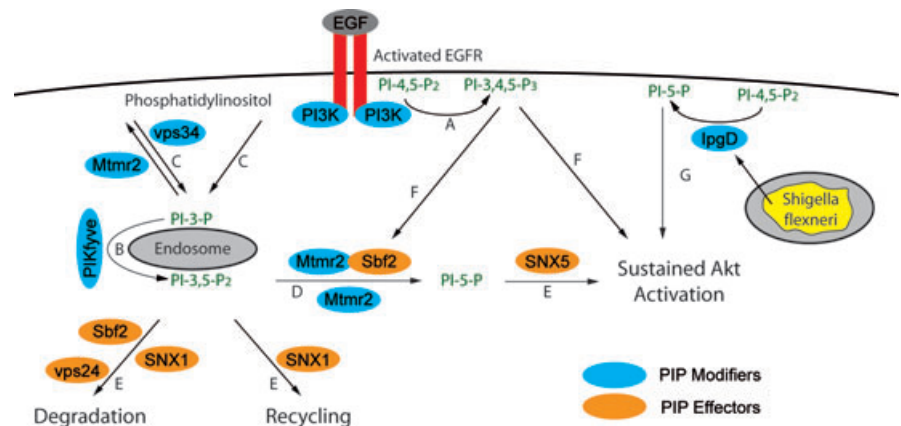 EGF
Activated EGFR
PI-4,5-P2
PI-3,4,5-P3
PI3K
PI3K
A
PI-5-P
PI-4,5-P2
IpgD
Shigella
flexneri
G
Phosphatidylinositol
vps34
Mtmr2
C
C
F
F
PI-3-P
PIKfyve
B
Endosome
PI-3,5-P2
Mtmr2
Sbf2
D
Mtmr2
PI-5-P
SNX5
E
Sustained Akt
Activation
Sbf2
vps24
SNX1
E
SNX1
E
Degradation
Recycling
PIP Modifiers
PIP Effectors